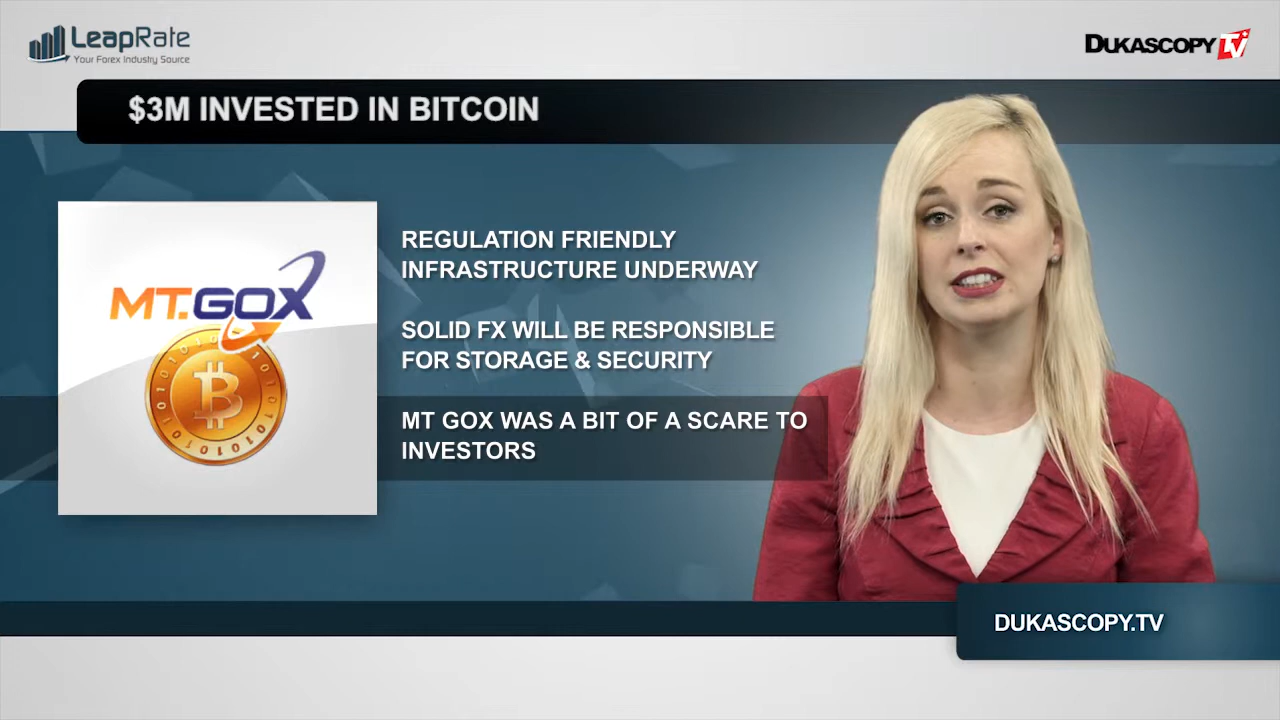 LeapRate
Your Forex Industry Source
DUKASCOPY TV
$3M INVESTED IN BITCOIN
MT.GOX
REGULATION FRIENDLY
INFRASTRUCTURE UNDERWAY
SOLID FX WILL BE RESPONSIBLE
FOR STORAGE & SECURITY
MT GOX WAS A BIT OF A SCARE TO
INVESTORS
DUKASCOPY.TV